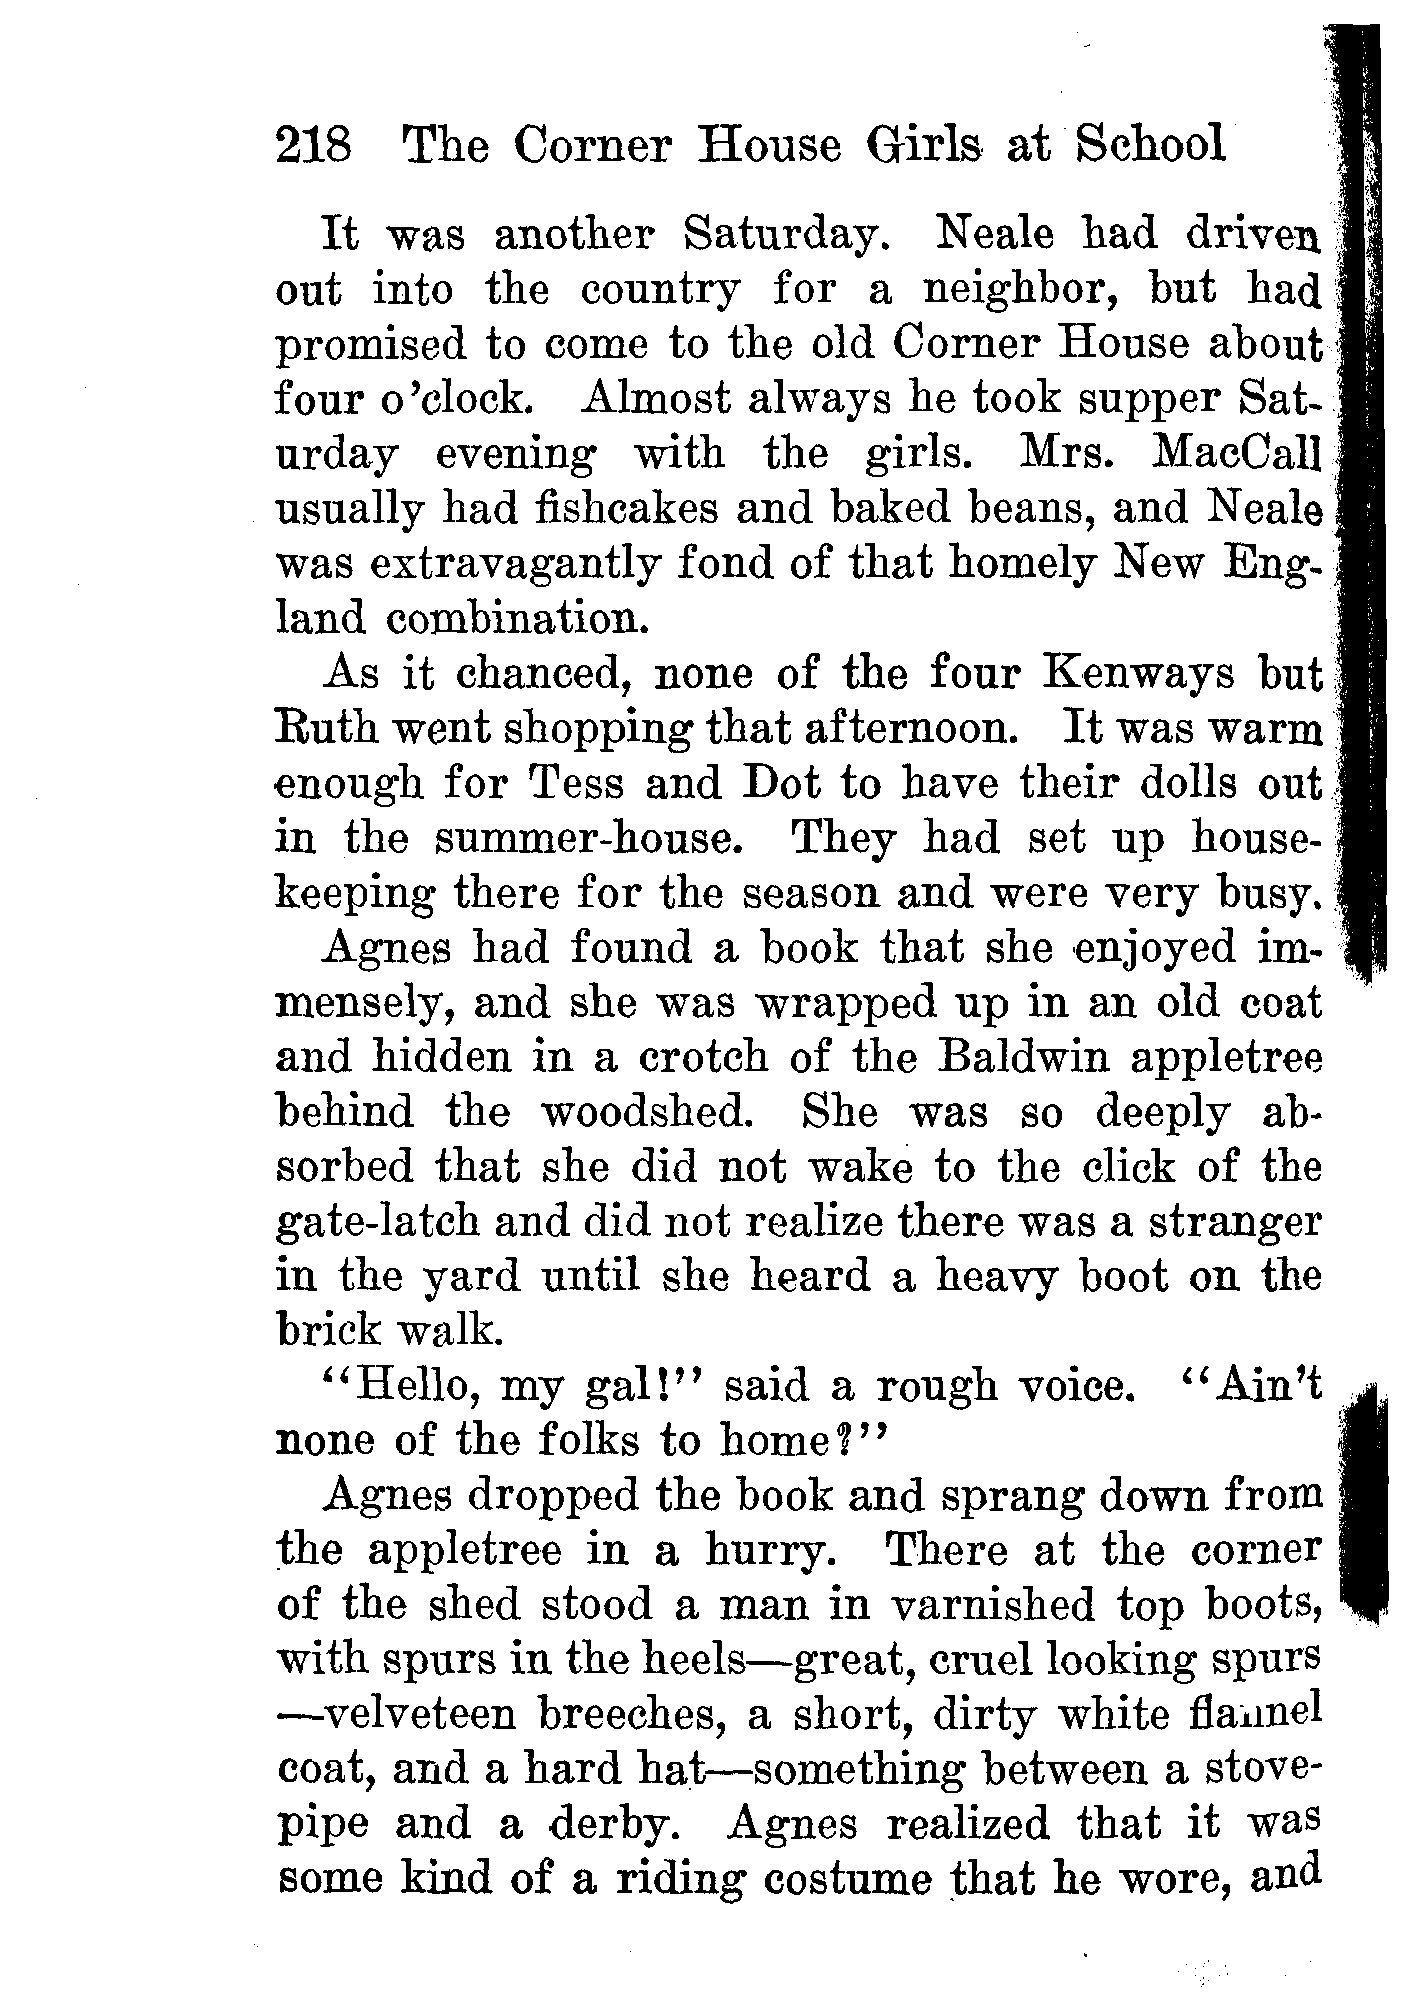 218 The Corner House Girls at School
It was another Saturday. Neale had driven
out into the country for a neighbor, but had
promised to come to the old Corner House about
four o'clock. Almost always he took supper Sat-
urday evening with the girls. Mrs. MacCall
usually had fishcakes and baked beans, and Neale
was extravagantly fond of that homely New Eng-
land combination.
As it chanced, none of the four Kenways but
Ruth went shopping that afternoon. It was warm
enough for Tess and Dot to have their dolls out
in the summer-house. They had set up house-
keeping there for the season and were very busy.
Agnes had found a book that she enjoyed im-
mensely, and she was wrapped up in an old coat
and hidden in a crotch of the Baldwin appletree
behind the woodshed. She was so deeply ab-
sorbed that she did not wake to the click of the
gate-latch and did not realize there was a stranger
in the yard until she heard a heavy boot on the
brick walk.
"Hello, my gal!" said a rough voice. "Ain't
none of the folks to home?"
Agnes dropped the book and sprang down from
the appletree in a hurry. There at the corner
of the shed stood a man in varnished top boots,
with spurs in the heels—great, cruel looking spurs
—velveteen breeches, a short, dirty white flannel
coat, and a hard hat—something between a stove-
pipe and a derby. Agnes realized that it was
some kind of a riding costume that he wore, and